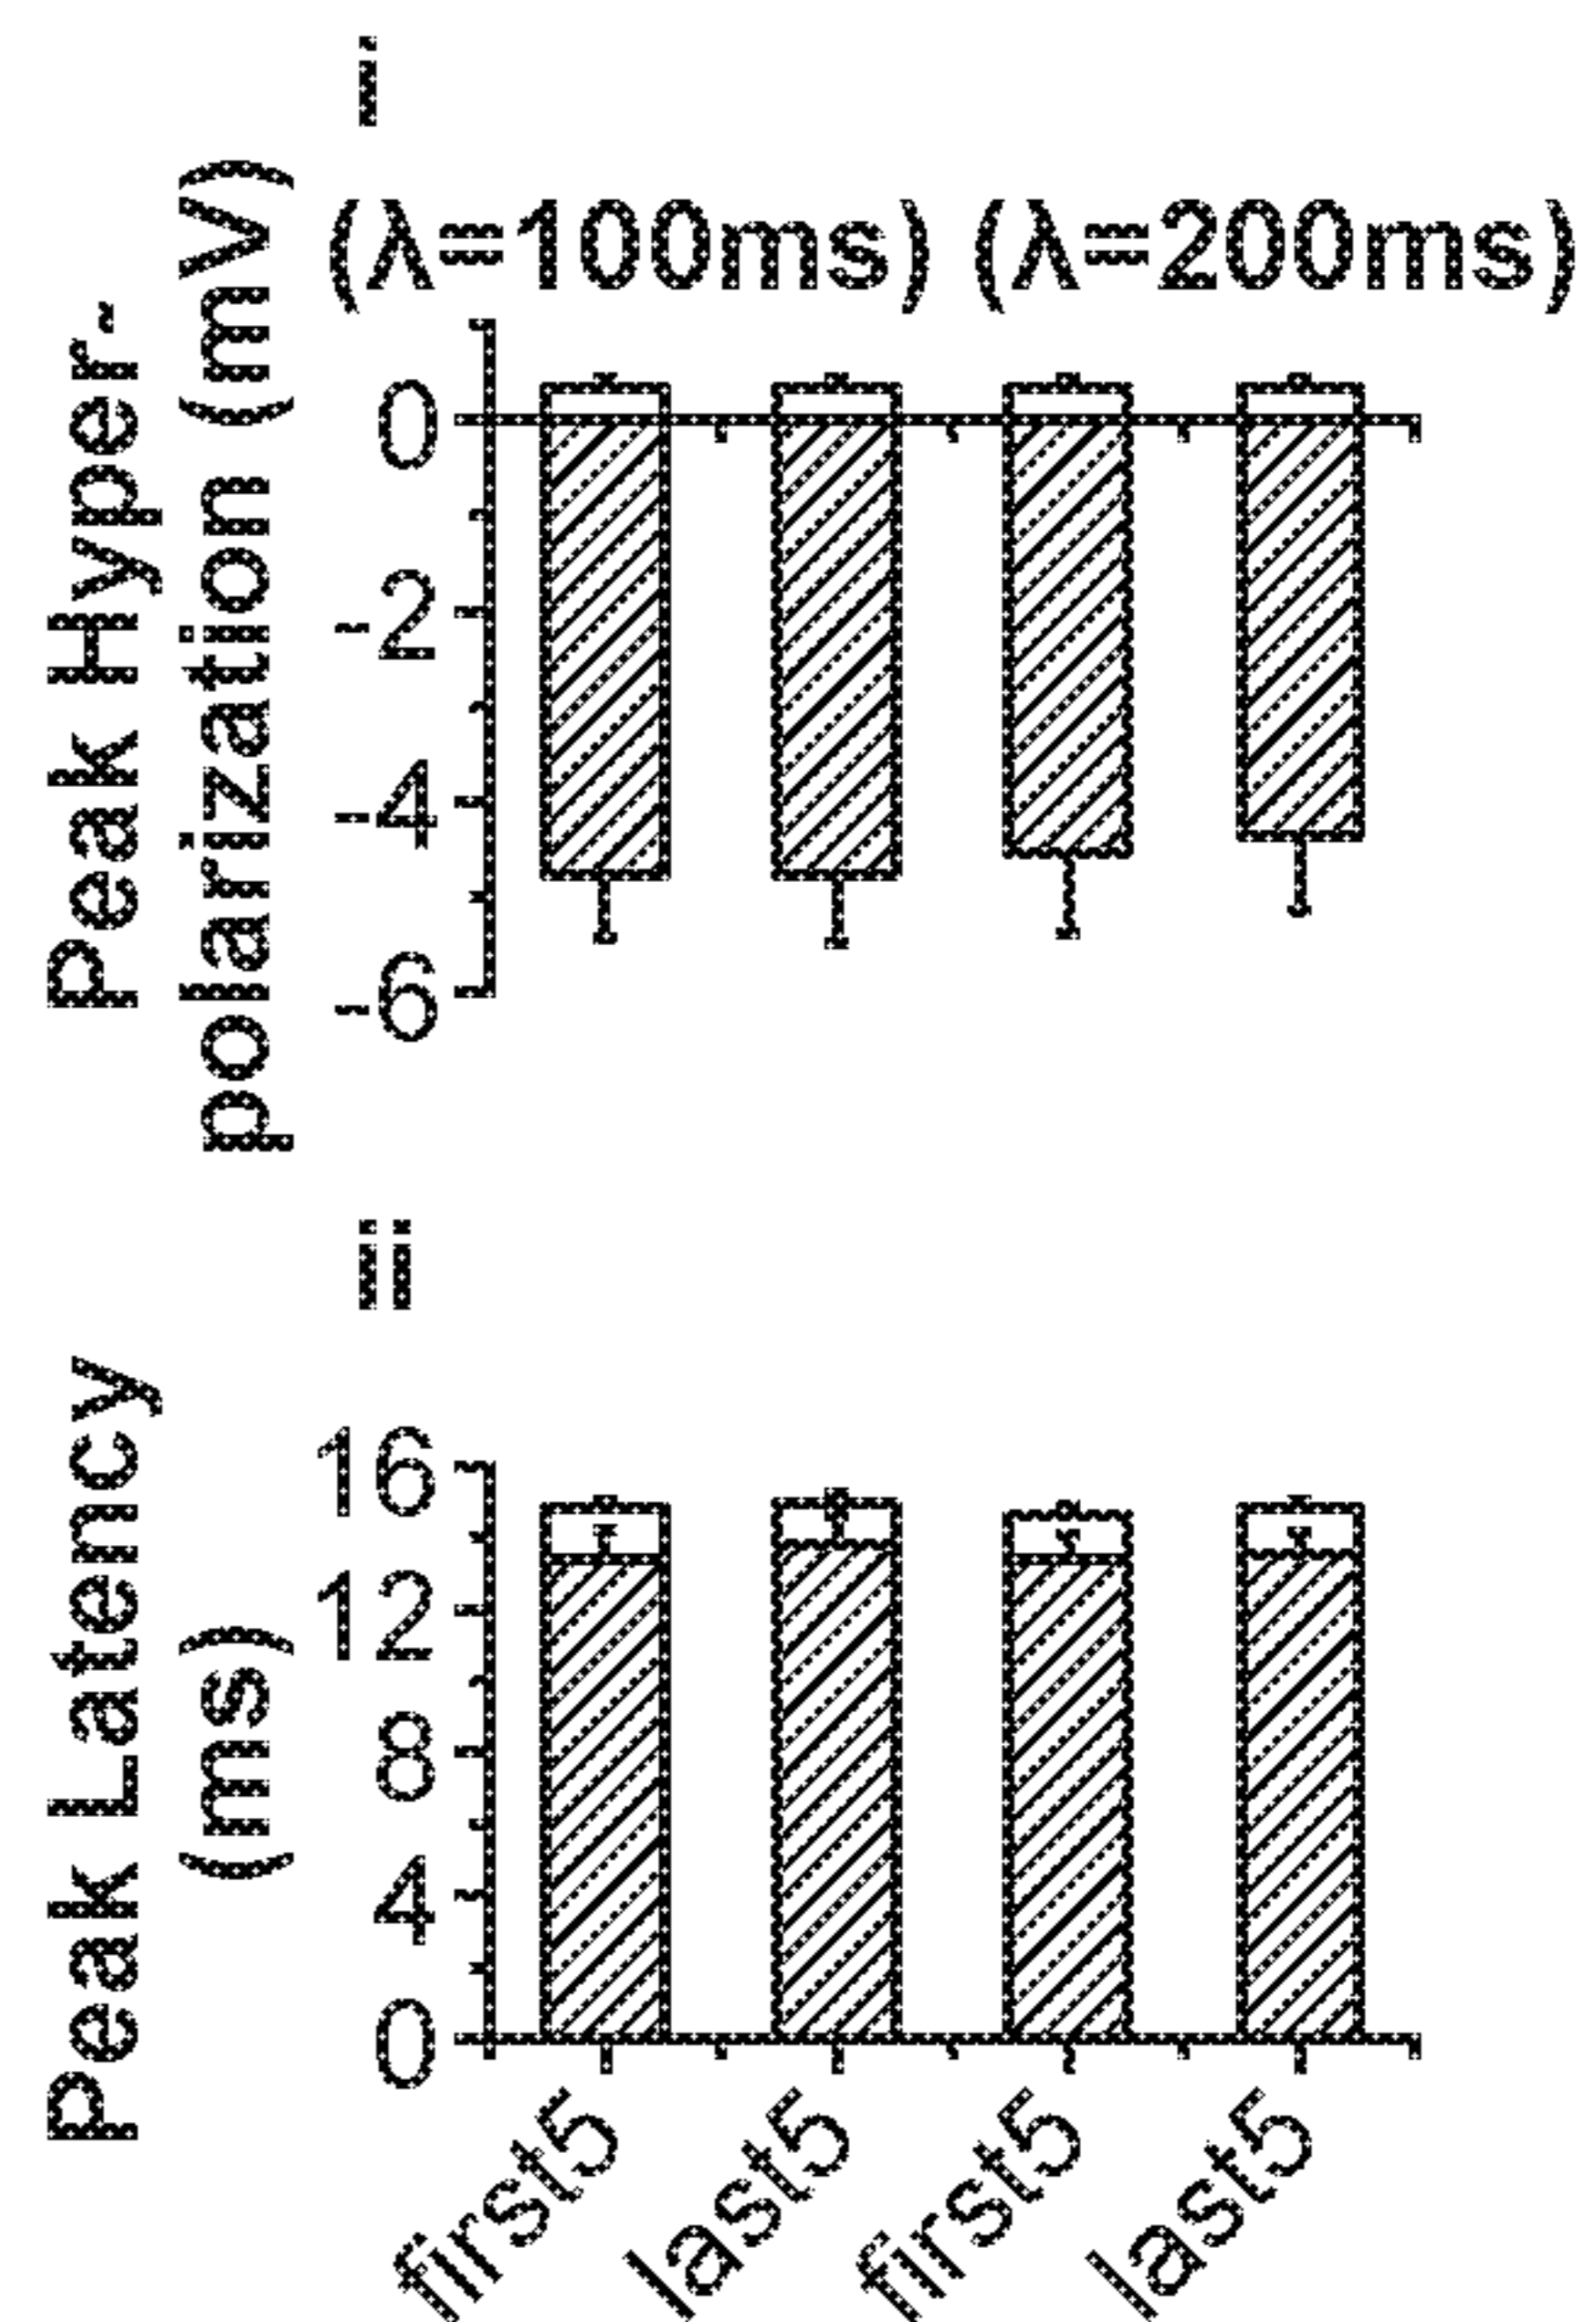 i
(λ=100ms) (λ=200ms)
Peak Hyper-
polarization (mV)
0
-2
-4
-6
ii
Peak Latency
(ms)
16
12
8
4
0
first5 last5 first5 last5